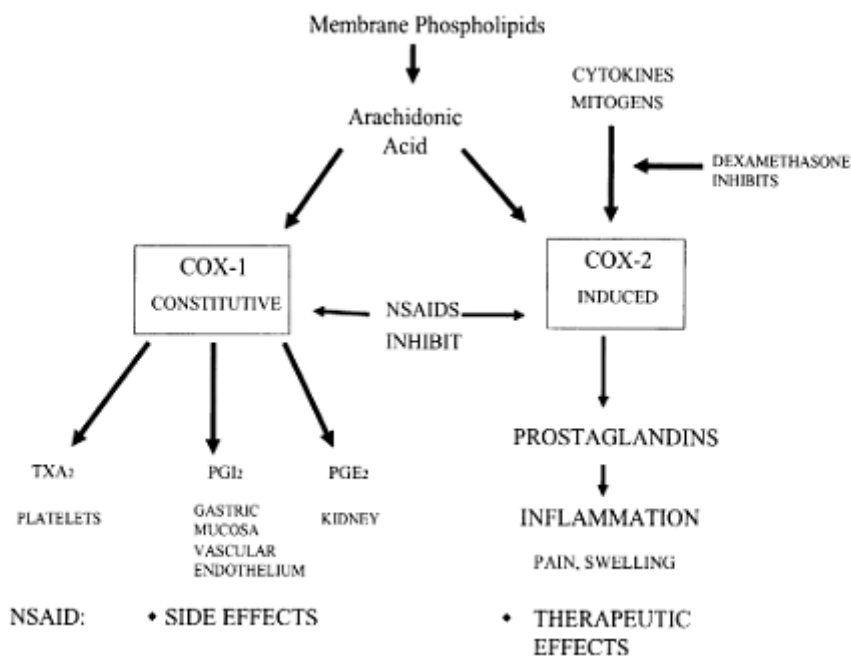 Membrane Phospholipids
CYTOKINES
MITOGENS
Arachidonic
Acid
DEXAMETHASONE
INHIBITS
COX-1
CONSTITUTIVE
COX-2
INDUCED
NSAIDS
INHIBIT
PROSTAGLANDINS
TXA2
PGI2
PGE2
PLATELETS
GASTRIC
MUCOSA
VASCULAR
ENDOTHELIUM
KIDNEY
INFLAMMATION
PAIN, SWELLING
NSAID:
♦ SIDE EFFECTS
♦ THERAPEUTIC
EFFECTS